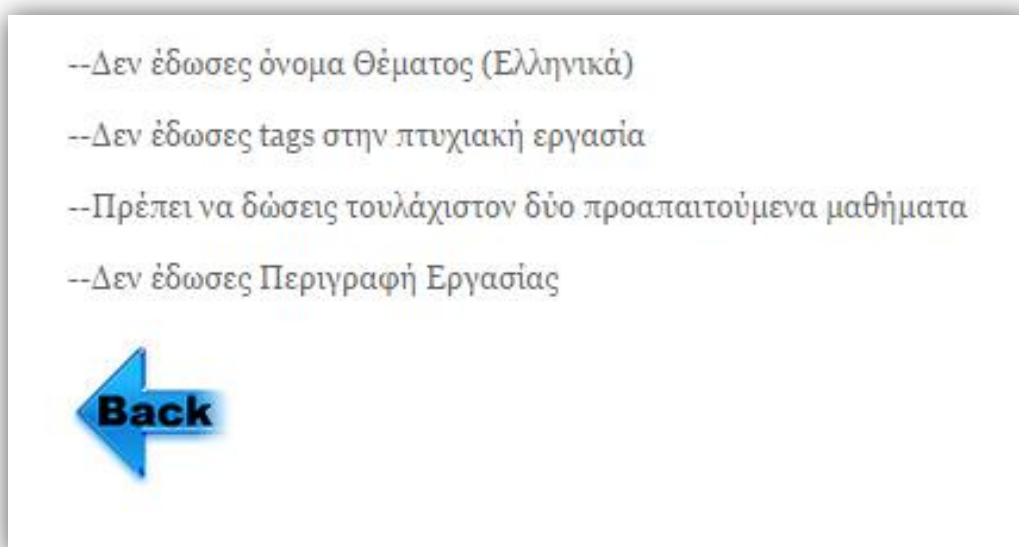 --Δεν έδωσες όνομα Θέματος (Ελληνικά)
--Δεν έδωσες tags στην πτυχιακή εργασία
--Πρέπει να δώσεις τουλάχιστον δύο προαπαιτούμενα μαθήματα
--Δεν έδωσες Περιγραφή Εργασίας
Back